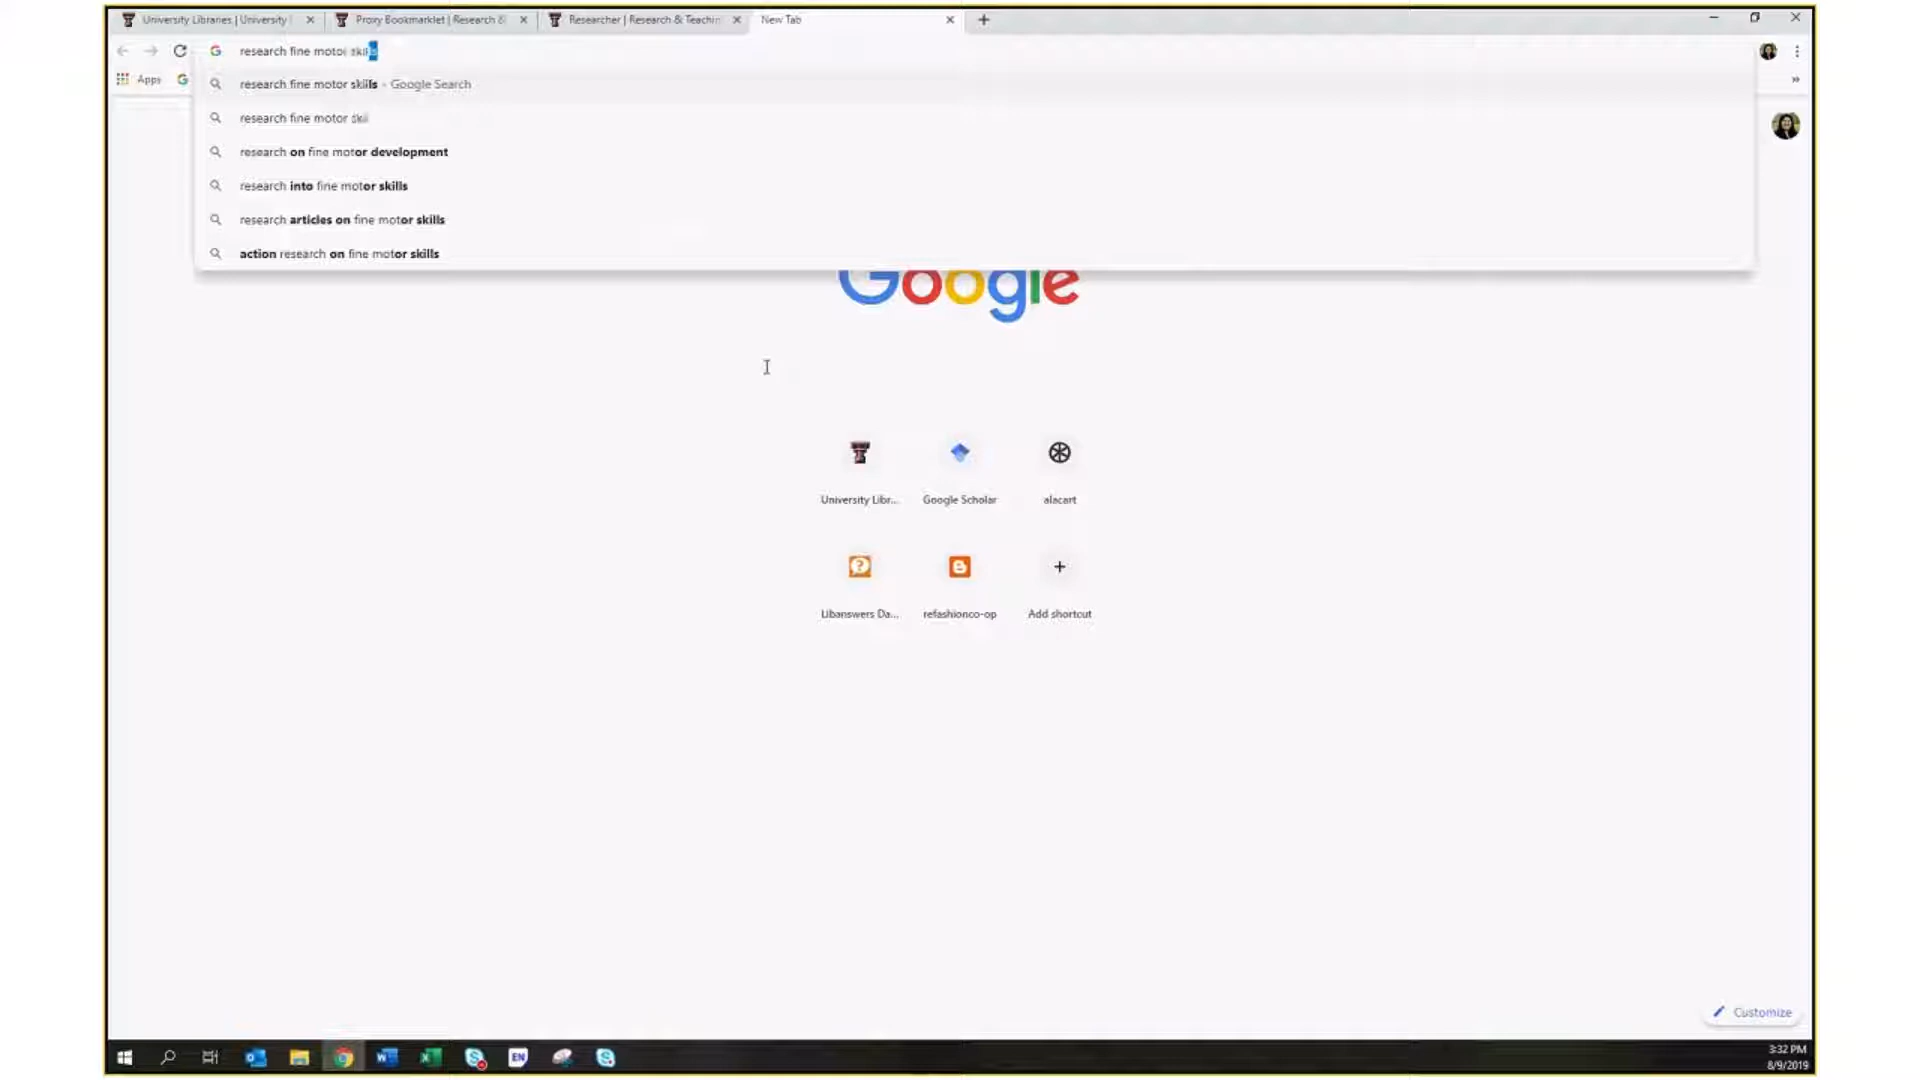 University Libraries | University
Proxy Bookmarklet | Research &
Researcher | Research & Teachin
New Tab
research fine motor skills
Apps
research fine motor skills - Google Search
research fine motor skil
research on fine motor development
research into fine motor skills
research articles on fine motor skills
action research on fine motor skills
Google
University Libr...
Google Scholar
alacart
Libanswers Da...
refashionco-op
Add shortcut
Customize
EN
3:32 PM
8/9/2019